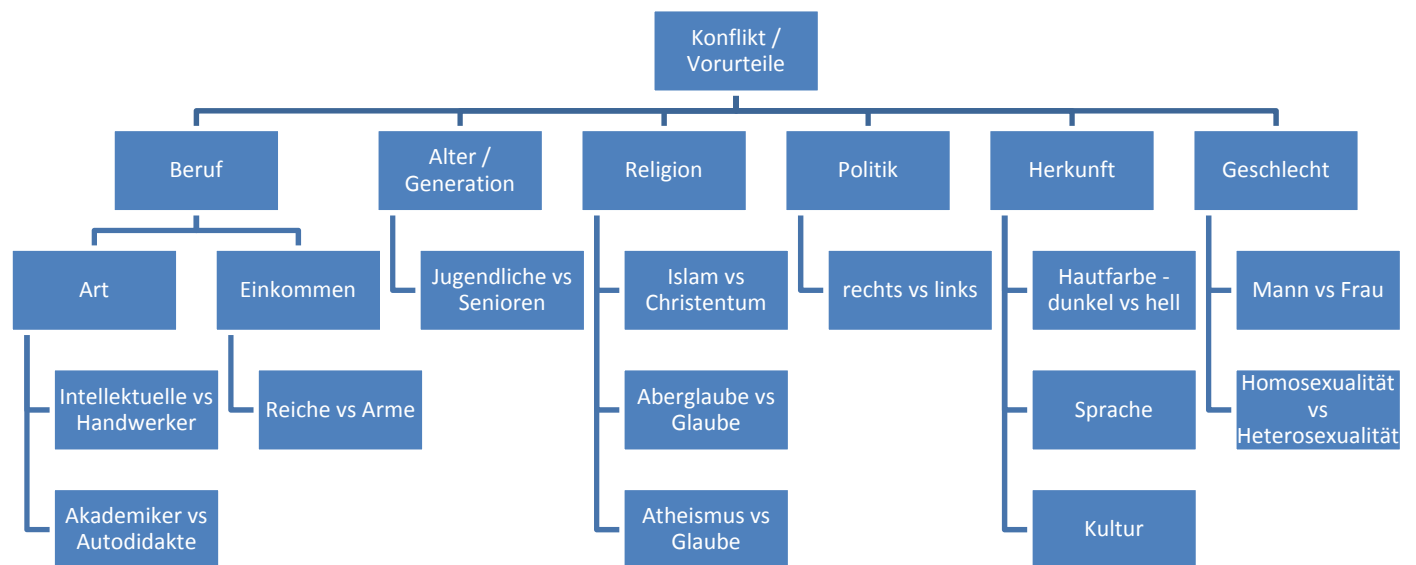 Konflikt /
Vorurteile
Beruf
Alter /
Generation
Religion
Politik
Herkunft
Geschlecht
Art
Einkommen
Jugendliche vs
Senioren
Islam vs
Christentum
rechts vs links
Hautfarbe -
dunkel vs hell
Mann vs Frau
Intellektuelle vs
Handwerker
Reiche vs Arme
Aberglaube vs
Glaube
Sprache
Homosexualität
vs
Heterosexualität
Akademiker vs
Autodidakte
Atheismus vs
Glaube
Kultur